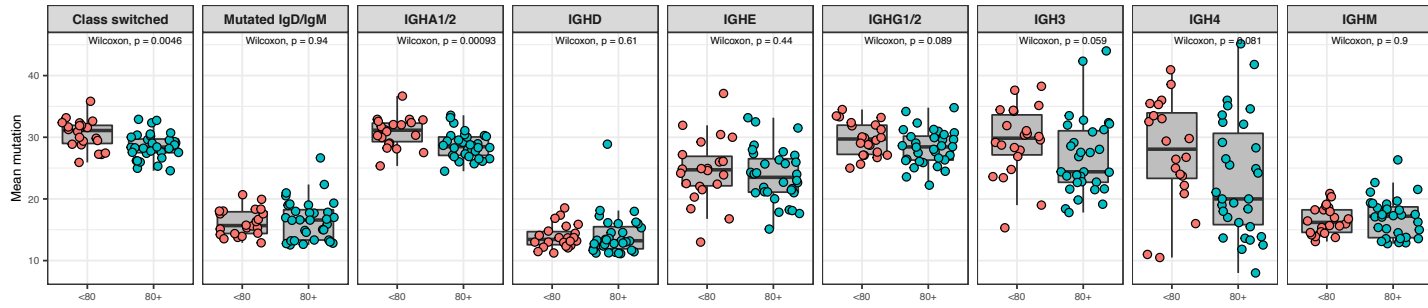 Class switched
Mutated IgD/IgM
IGHA1/2
IGHD
IGHE
IGHG1/2
IGH3
IGH4
IGHM
Wilcoxon, p = 0.0046
Wilcoxon, p = 0.94
Wilcoxon, p = 0.00093
Wilcoxon, p = 0.61
Wilcoxon, p = 0.44
Wilcoxon, p = 0.089
Wilcoxon, p = 0.059
Wilcoxon, p = 0.081
Wilcoxon, p = 0.9
Mean mutation
40
30
20
10
<80 80+
<80 80+
<80 80+
<80 80+
<80 80+
<80 80+
<80 80+
<80 80+
<80 80+